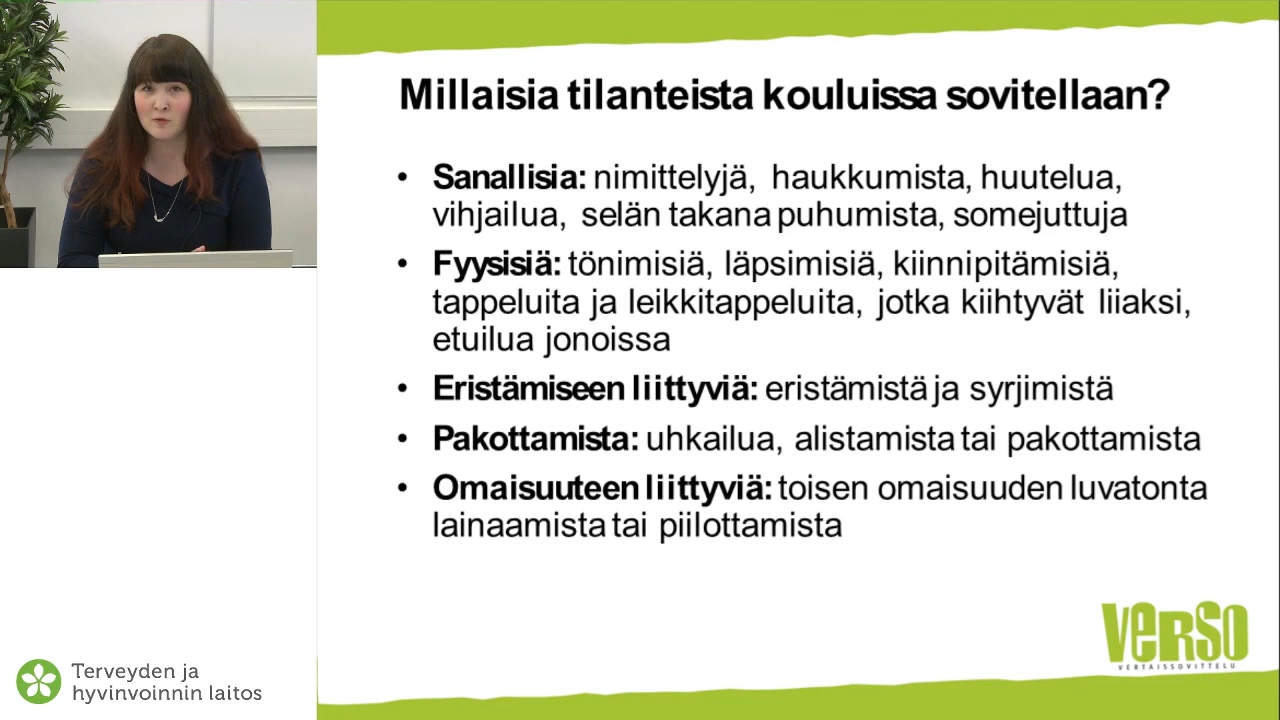 Millaisia tilanteista kouluissa sovitellaan?
• Sanallisia: nimittelyjä, haukkumista, huutelua,
vihjailua, selän takana puhumista, somejuttuja
• Fyysisiä: tönimisiä, läpsimisiä, kiinnipitämisiä,
tappeluita ja leikkitappeluita, jotka kiihtyvät liiaksi,
etuilua jonoissa
• Eristämiseen liittyviä: eristämistä ja syrjimistä
• Pakottamista: uhkailua, alistamista tai pakottamista
• Omaisuuteen liittyviä: toisen omaisuuden luvatonta
lainaamista tai piilottamista
VERSO
VERTAISSOVITTELU
Terveyden ja
hyvinvoinnin laitos